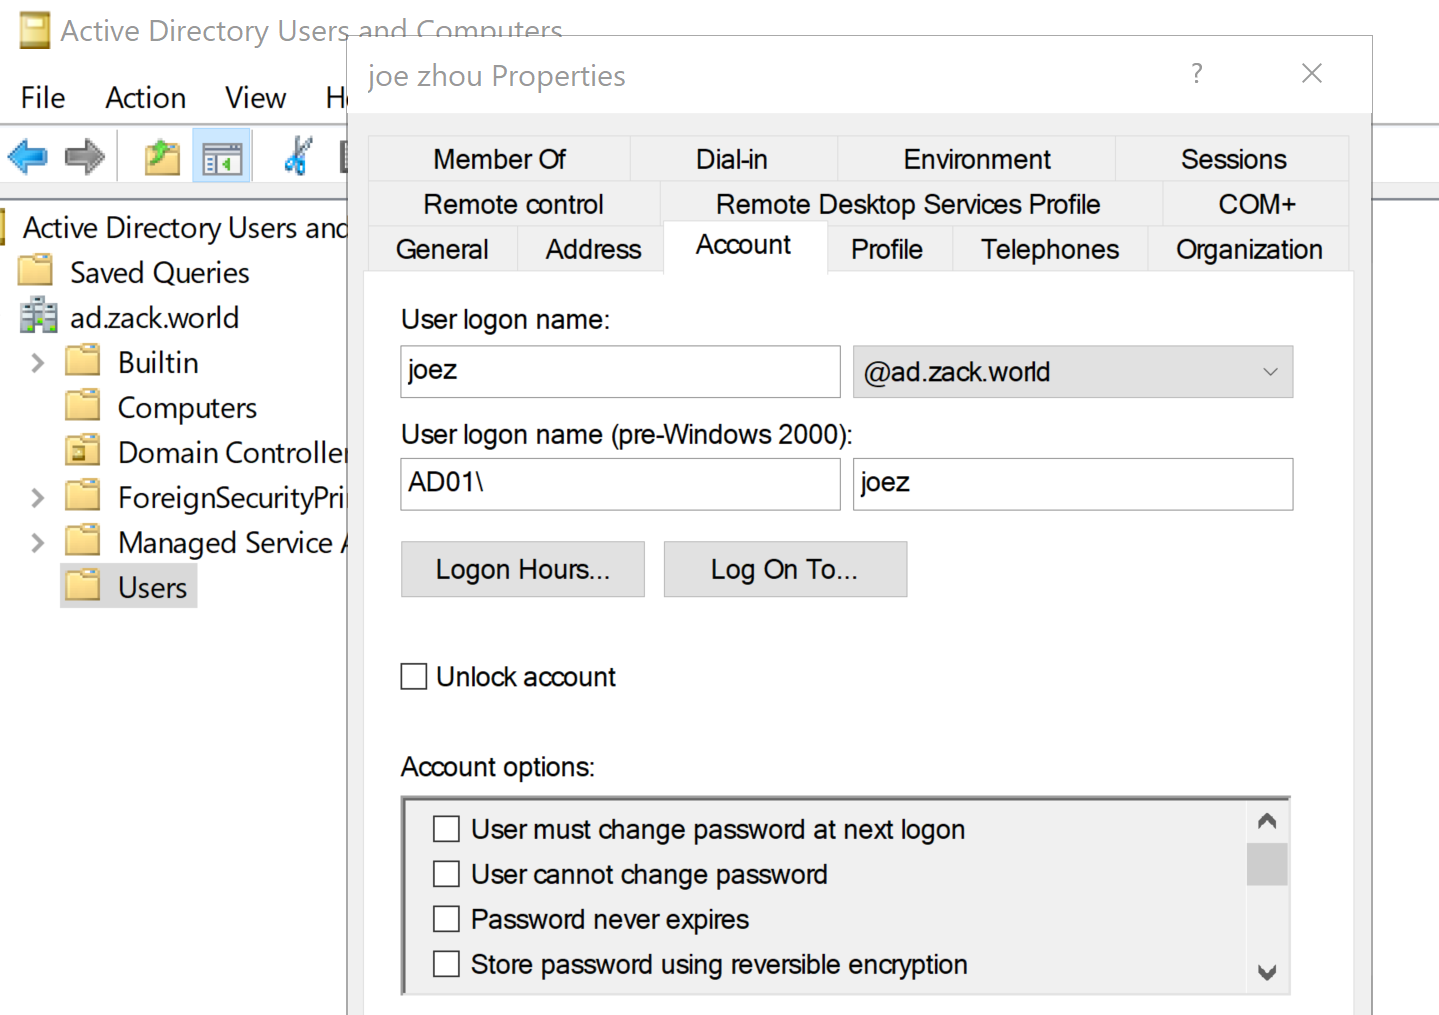 Active Directory Users and Computers
File Action View
Active Directory Users and
Saved Queries
ad.zack.world
Builtin
Computers
Domain Controller
ForeignSecurityPri
Managed Service A
Users
joe zhou Properties ?
Member Of Dial-in Environment Sessions
Remote control Remote Desktop Services Profile COM+
General Address Account Profile Telephones Organization
User logon name:
joez @ad.zack.world
User logon name (pre-Windows 2000):
AD01\ joez
Logon Hours... Log On To...
Unlock account
Account options:
User must change password at next logon
User cannot change password
Password never expires
Store password using reversible encryption